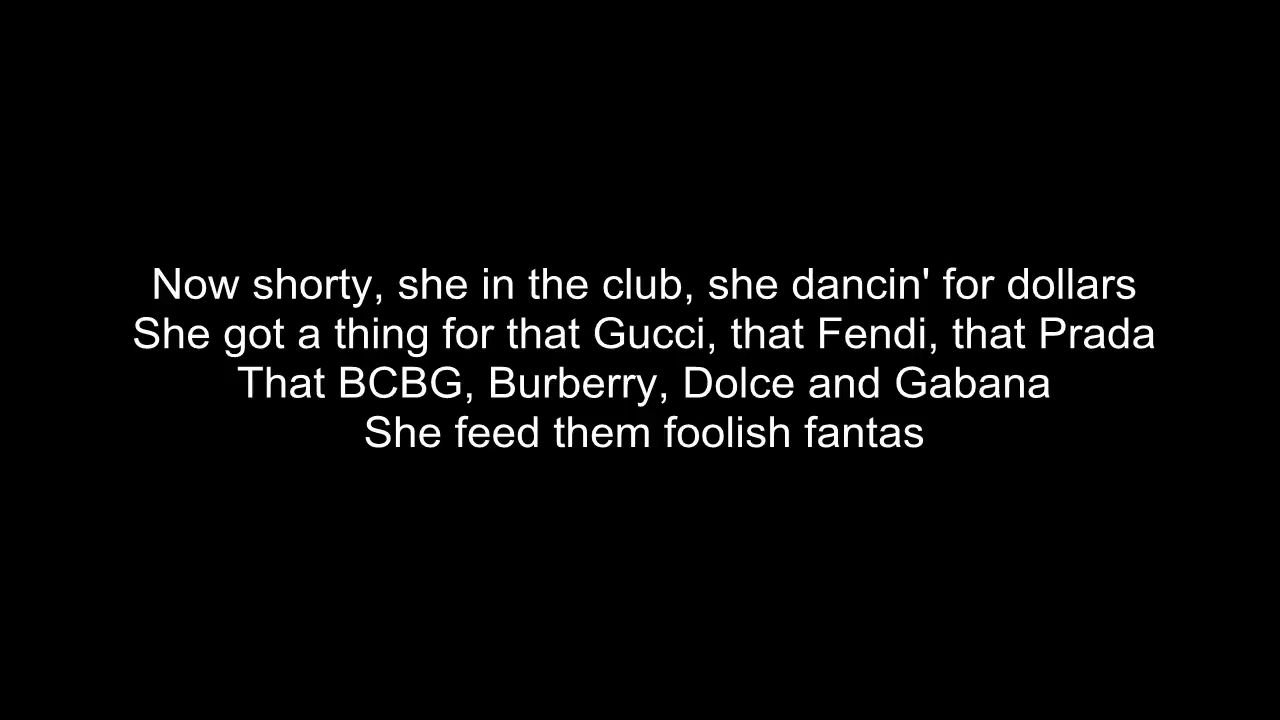 Now shorty, she in the club, she dancin' for dollars
She got a thing for that Gucci, that Fendi, that Prada
That BCBG, Burberry, Dolce and Gabana
She feed them foolish fantas